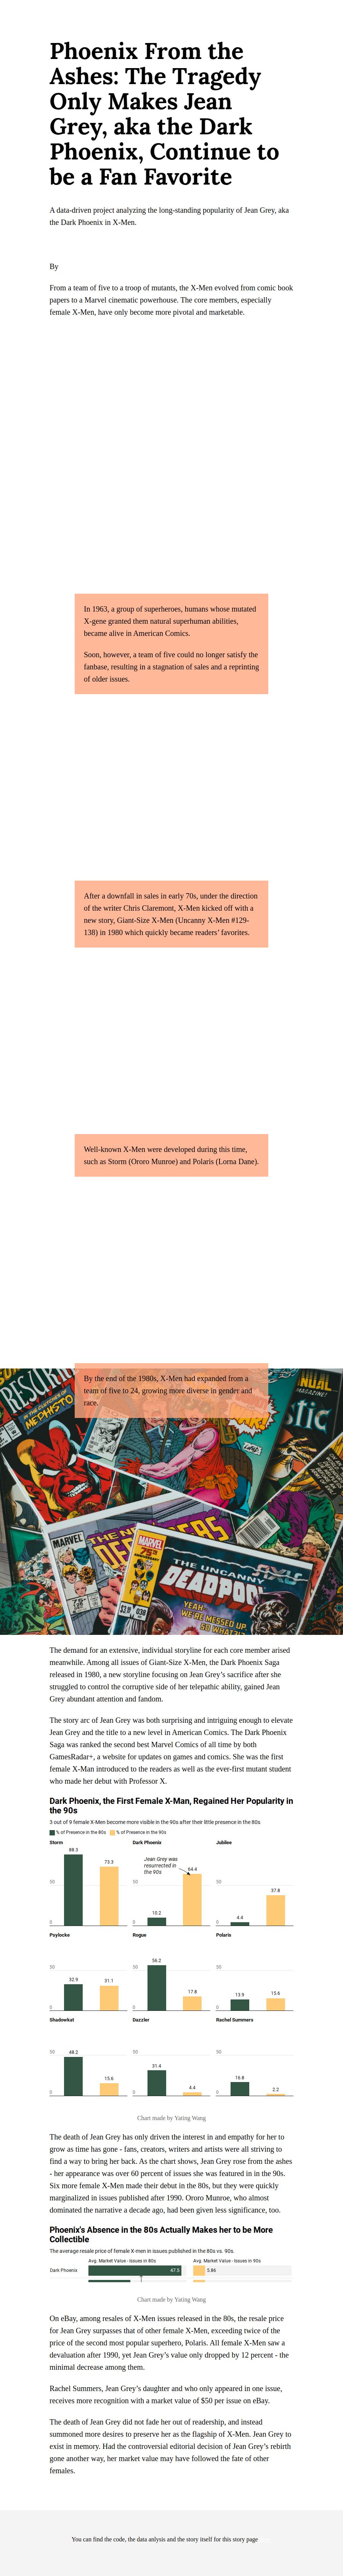 Phoenix From the
Ashes: The Tragedy
Only Makes Jean
Grey, aka the Dark
Phoenix, Continue to
be a Fan Favorite
A data-driven project analyzing the long-standing popularity of Jean Grey, aka
the Dark Phoenix in X-Men.
By
From a team of five to a troop of mutants, the X-Men evolved from comic book
papers to a Marvel cinematic powerhouse. The core members, especially
female X-Men, have only become more pivotal and marketable.
In 1963, a group of superheroes, humans whose mutated
X-gene granted them natural superhuman abilities,
became alive in American Comics.
Soon, however, a team of five could no longer satisfy the
fanbase, resulting in a stagnation of sales and a reprinting
of older issues.
After a downfall in sales in early 70s, under the direction
of the writer Chris Claremont, X-Men kicked off with a
new story, Giant-Size X-Men (Uncanny X-Men #129-
138) in 1980 which quickly became readers’ favorites.
Well-known X-Men were developed during this time,
such as Storm (Ororo Munroe) and Polaris (Lorna Dane).
By the end of the 1980s, X-Men had expanded from a
team of five to 24, growing more diverse in gender and
race.
MEPHISTO
WAR!
MAGAZINE!
MARVEL
THE NEW
MARVEL
THE UNCANNY
DEADPOOL
YEAH-
WE'RE MESSED UP
SO WHAT?
The demand for an extensive, individual storyline for each core member arised
meanwhile. Among all issues of Giant-Size X-Men, the Dark Phoenix Saga
released in 1980, a new storyline focusing on Jean Grey’s sacrifice after she
struggled to control the corruptive side of her telepathic ability, gained Jean
Grey abundant attention and fandom.
The story arc of Jean Grey was both surprising and intriguing enough to elevate
Jean Grey and the title to a new level in American Comics. The Dark Phoenix
Saga was ranked the second best Marvel Comics of all time by both
GamesRadar+, a website for updates on games and comics. She was the first
female X-Man introduced to the readers as well as the ever-first mutant student
who made her debut with Professor X.
Dark Phoenix, the First Female X-Man, Regained Her Popularity in
the 90s
3 out of 9 female X-Men become more visible in the 90s after their little presence in the 80s
% of Presence in the 80s % of Presence in the 90s
Storm Dark Phoenix Jubilee
88.3 73.3
Jean Grey was
resurrected in
the 90s
64.4
50 50 50
10.2 4.4 37.8
0 0 0
Psylocke Rogue Polaris
50 50 50
32.9 31.1 56.2 17.8 13.9 15.6
0 0 0
Shadowkat Dazzler Rachel Summers
50 50 50
48.2 15.6 31.4 4.4 16.8 2.2
0 0 0
Chart made by Yating Wang
The death of Jean Grey has only driven the interest in and empathy for her to
grow as time has gone - fans, creators, writers and artists were all striving to
find a way to bring her back. As the chart shows, Jean Grey rose from the ashes
- her appearance was over 60 percent of issues she was featured in in the 90s.
Six more female X-Men made their debut in the 80s, but they were quickly
marginalized in issues published after 1990. Ororo Munroe, who almost
dominated the narrative a decade ago, had been given less significance, too.
Phoenix's Absence in the 80s Actually Makes her to be More
Collectible
The average resale price of female X-men in issues published in the 80s vs. 90s.
Avg. Market Value - Issues in 80s Avg. Market Value - Issues in 90s
Dark Phoenix 47.5 5.86
Chart made by Yating Wang
On eBay, among resales of X-Men issues released in the 80s, the resale price
for Jean Grey surpasses that of other female X-Men, exceeding twice of the
price of the second most popular superhero, Polaris. All female X-Men saw a
devaluation after 1990, yet Jean Grey’s value only dropped by 12 percent - the
minimal decrease among them.
Rachel Summers, Jean Grey’s daughter and who only appeared in one issue,
receives more recognition with a market value of $50 per issue on eBay.
The death of Jean Grey did not fade her out of readership, and instead
summoned more desires to preserve her as the flagship of X-Men. Jean Grey to
exist in memory. Had the controversial editorial decision of Jean Grey’s rebirth
gone another way, her market value may have followed the fate of other
females.
You can find the code, the data anlysis and the story itself for this story page